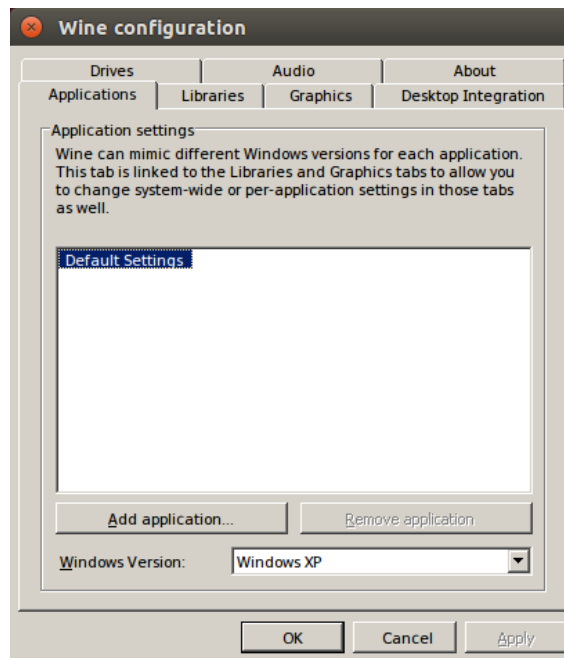 Wine configuration
Drives Audio About
Applications Libraries Graphics Desktop Integration
Application settings
Wine can mimic different Windows versions for each application.
This tab is linked to the Libraries and Graphics tabs to allow you
to change system-wide or per-application settings in those tabs
as well.
Default Settings
Add application... Remove application
Windows Version: Windows XP
OK Cancel Apply